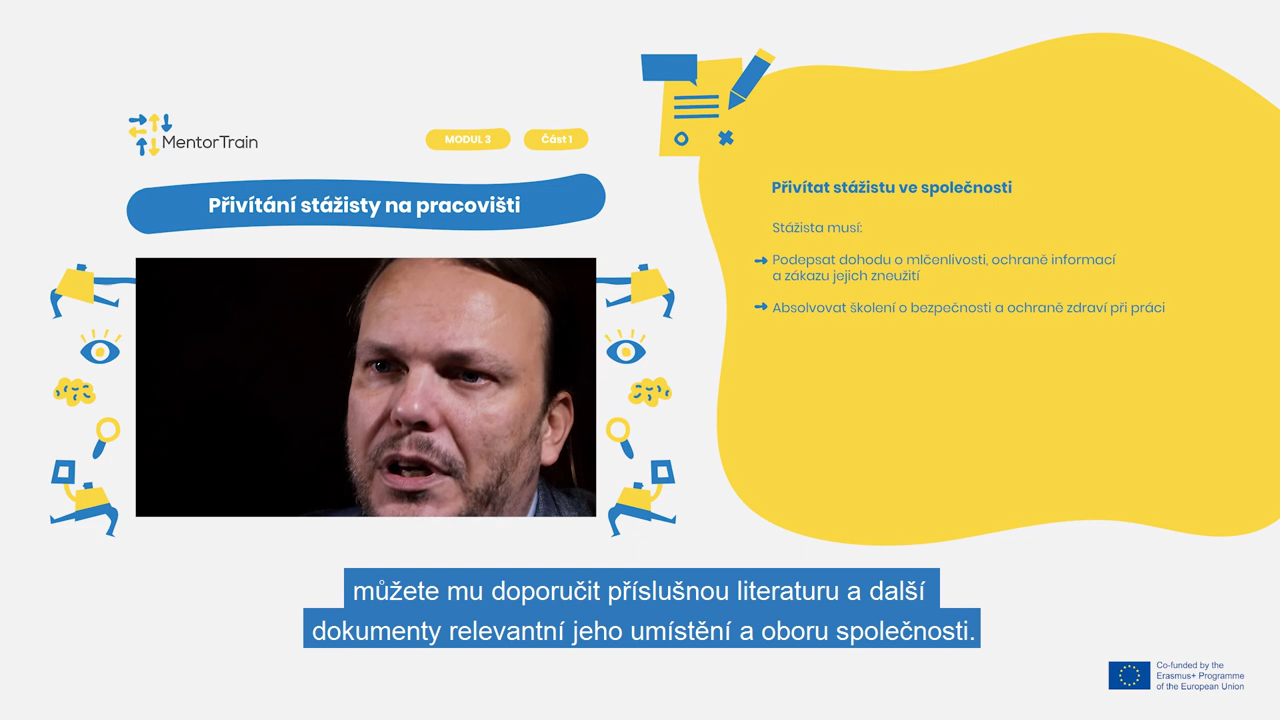 MentorTrain
MODUL 3
Část 1
Přivítání stážisty na pracovišti
Přivítat stážistu ve společnosti
Stážista musí:
Podepsat dohodu o mlčenlivosti, ochraně informací
a zákazu jejich zneužití
Absolvovat školení o bezpečnosti a ochraně zdraví při práci
můžete mu doporučit příslušnou literaturu a další
dokumenty relevantní jeho umístění a oboru společnosti.
Co-funded by the
Erasmus+ Programme
of the European Union